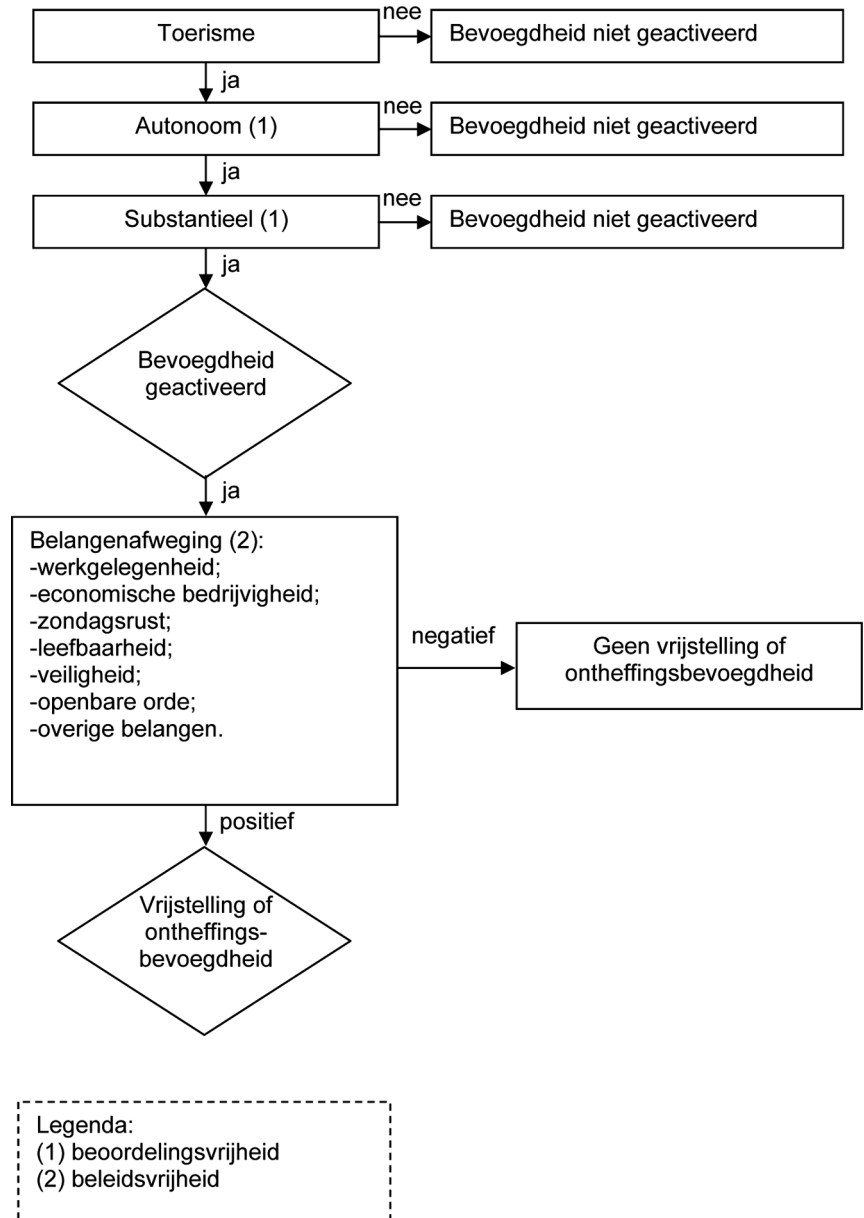 Toerisme
nee
Bevoegdheid niet geactiveerd
ja
Autonoom (1)
nee
Bevoegdheid niet geactiveerd
ja
Substantieel (1)
nee
Bevoegdheid niet geactiveerd
ja
Bevoegdheid
geactiveerd
ja
Belangenafweging (2):
-werkgelegenheid;
-economische bedrijvigheid;
-zondagsrust;
-leefbaarheid;
-veiligheid;
-openbare orde;
-overige belangen.
negatief
Geen vrijstelling of
ontheffingsbevoegdheid
positief
Vrijstelling of
ontheffings-
bevoegdheid
Legenda:
(1) beoordelingsvrijheid
(2) beleidsvrijheid